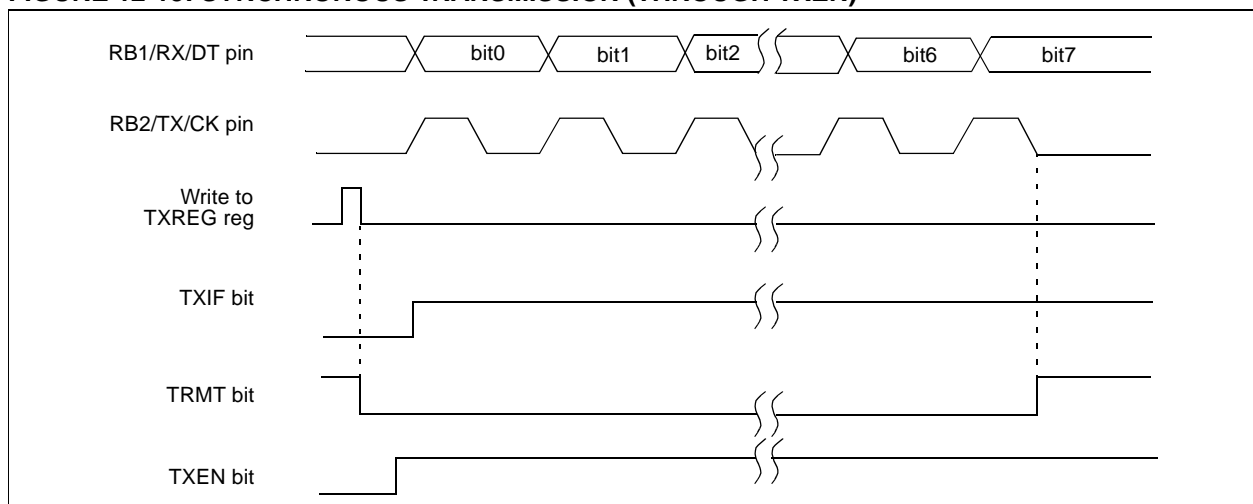 RB1/RX/DT pin
bit0
bit1
bit2
bit6
bit7
RB2/TX/CK pin
Write to
TXREG reg
TXIF bit
TRMT bit
TXEN bit